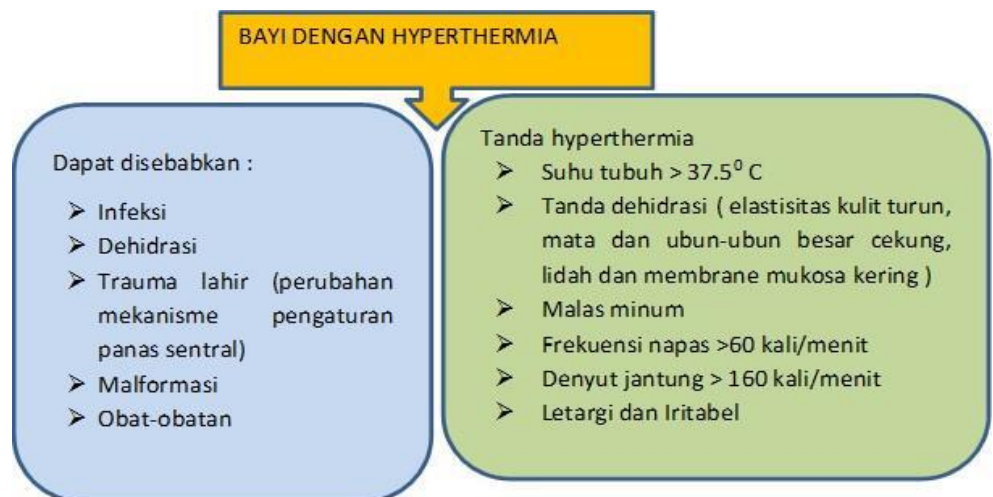 BAYI DENGAN HYPERTHERMIA
Dapat disebabkan :
➤ Infeksi
➤ Dehidrasi
➤ Trauma lahir (perubahan
mekanisme pengaturan
panas sentral)
➤ Malformasi
➤ Obat-obatan
Tanda hyperthermia
➤ Suhu tubuh > 37.5⁰ C
➤ Tanda dehidrasi ( elastisitas kulit turun,
mata dan ubun-ubun besar cekung,
lidah dan membrane mukosa kering )
➤ Malas minum
➤ Frekuensi napas >60 kali/menit
➤ Denyut jantung > 160 kali/menit
➤ Letargi dan Iritabel